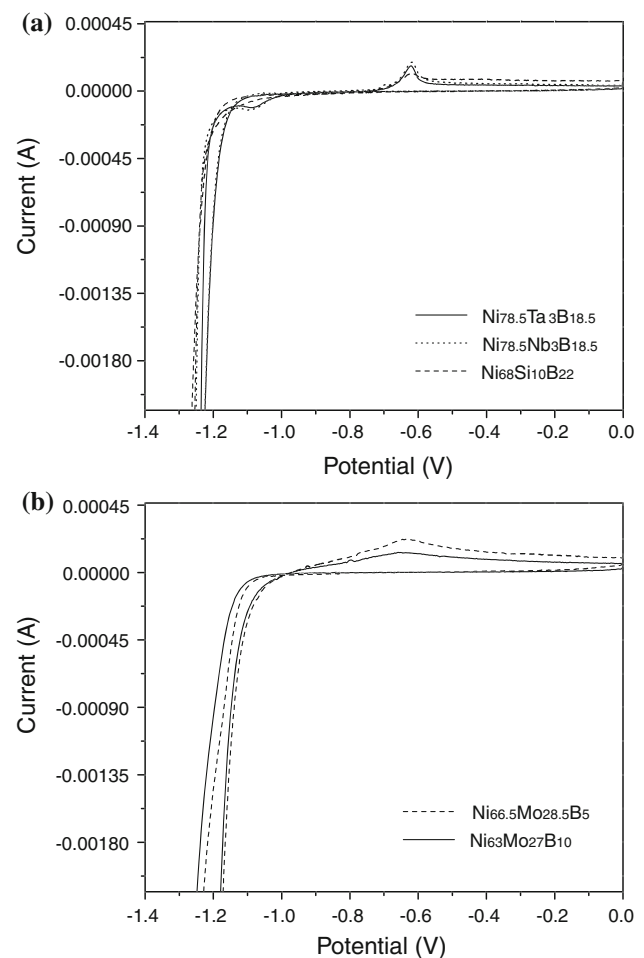 (a)
0.00045
0.00000
-0.00045
-0.00090
-0.00135
-0.00180
Current (A)
Ni78.5Ta3B18.5
Ni78.5Nb3B18.5
Ni68Si10B22
-1.4 -1.2 -1.0 -0.8 -0.6 -0.4 -0.2 0.0
Potential (V)
(b)
0.00045
0.00000
-0.00045
-0.00090
-0.00135
-0.00180
Current (A)
Ni66.5Mo28.5B5
Ni63Mo27B10
-1.4 -1.2 -1.0 -0.8 -0.6 -0.4 -0.2 0.0
Potential (V)